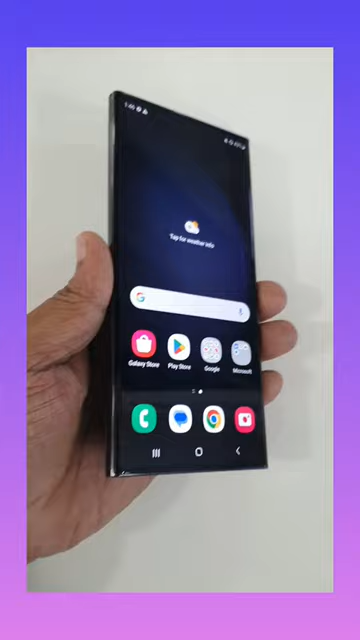 Tap for weather info
Galaxy Store
Play Store
Google
Microsoft